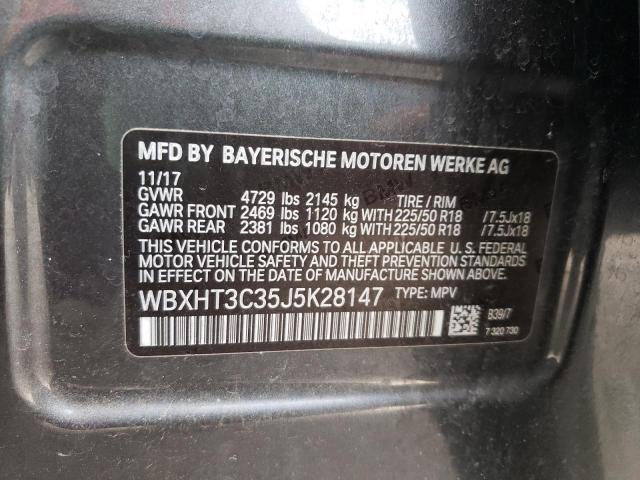 MFD BY BAYERISCHE MOTOREN WERKE AG
11/17
GVWR 4729 lbs 2145 kg TIRE / RIM
GAWR FRONT 2469 lbs 1120 kg WITH 225/50 R18 /7.5Jx18
GAWR REAR 2381 lbs 1080 kg WITH 225/50 R18 /7.5Jx18
THIS VEHICLE CONFORMS TO ALL APPLICABLE U. S. FEDERAL
MOTOR VEHICLE SAFETY AND THEFT PREVENTION STANDARDS
IN EFFECT ON THE DATE OF MANUFACTURE SHOWN ABOVE.
WBXHT3C35J5K28147 TYPE: MPV
B39/7
7 320 730